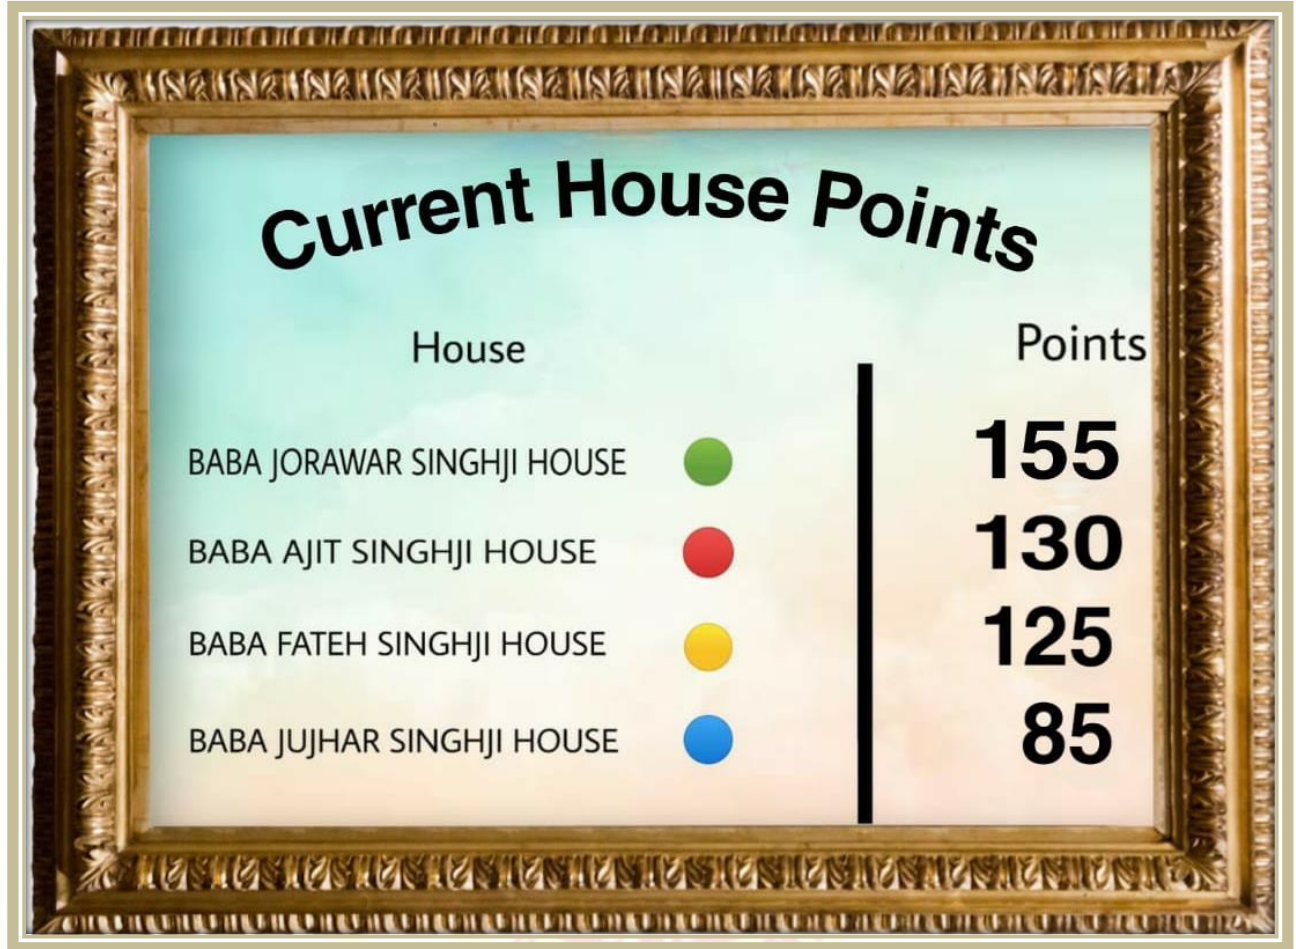 Current House Points
House Points
BABA JORAWAR SINGHJI HOUSE 155
BABA AJIT SINGHJI HOUSE 130
BABA FATEH SINGHJI HOUSE 125
BABA JUJHAR SINGHJI HOUSE 85